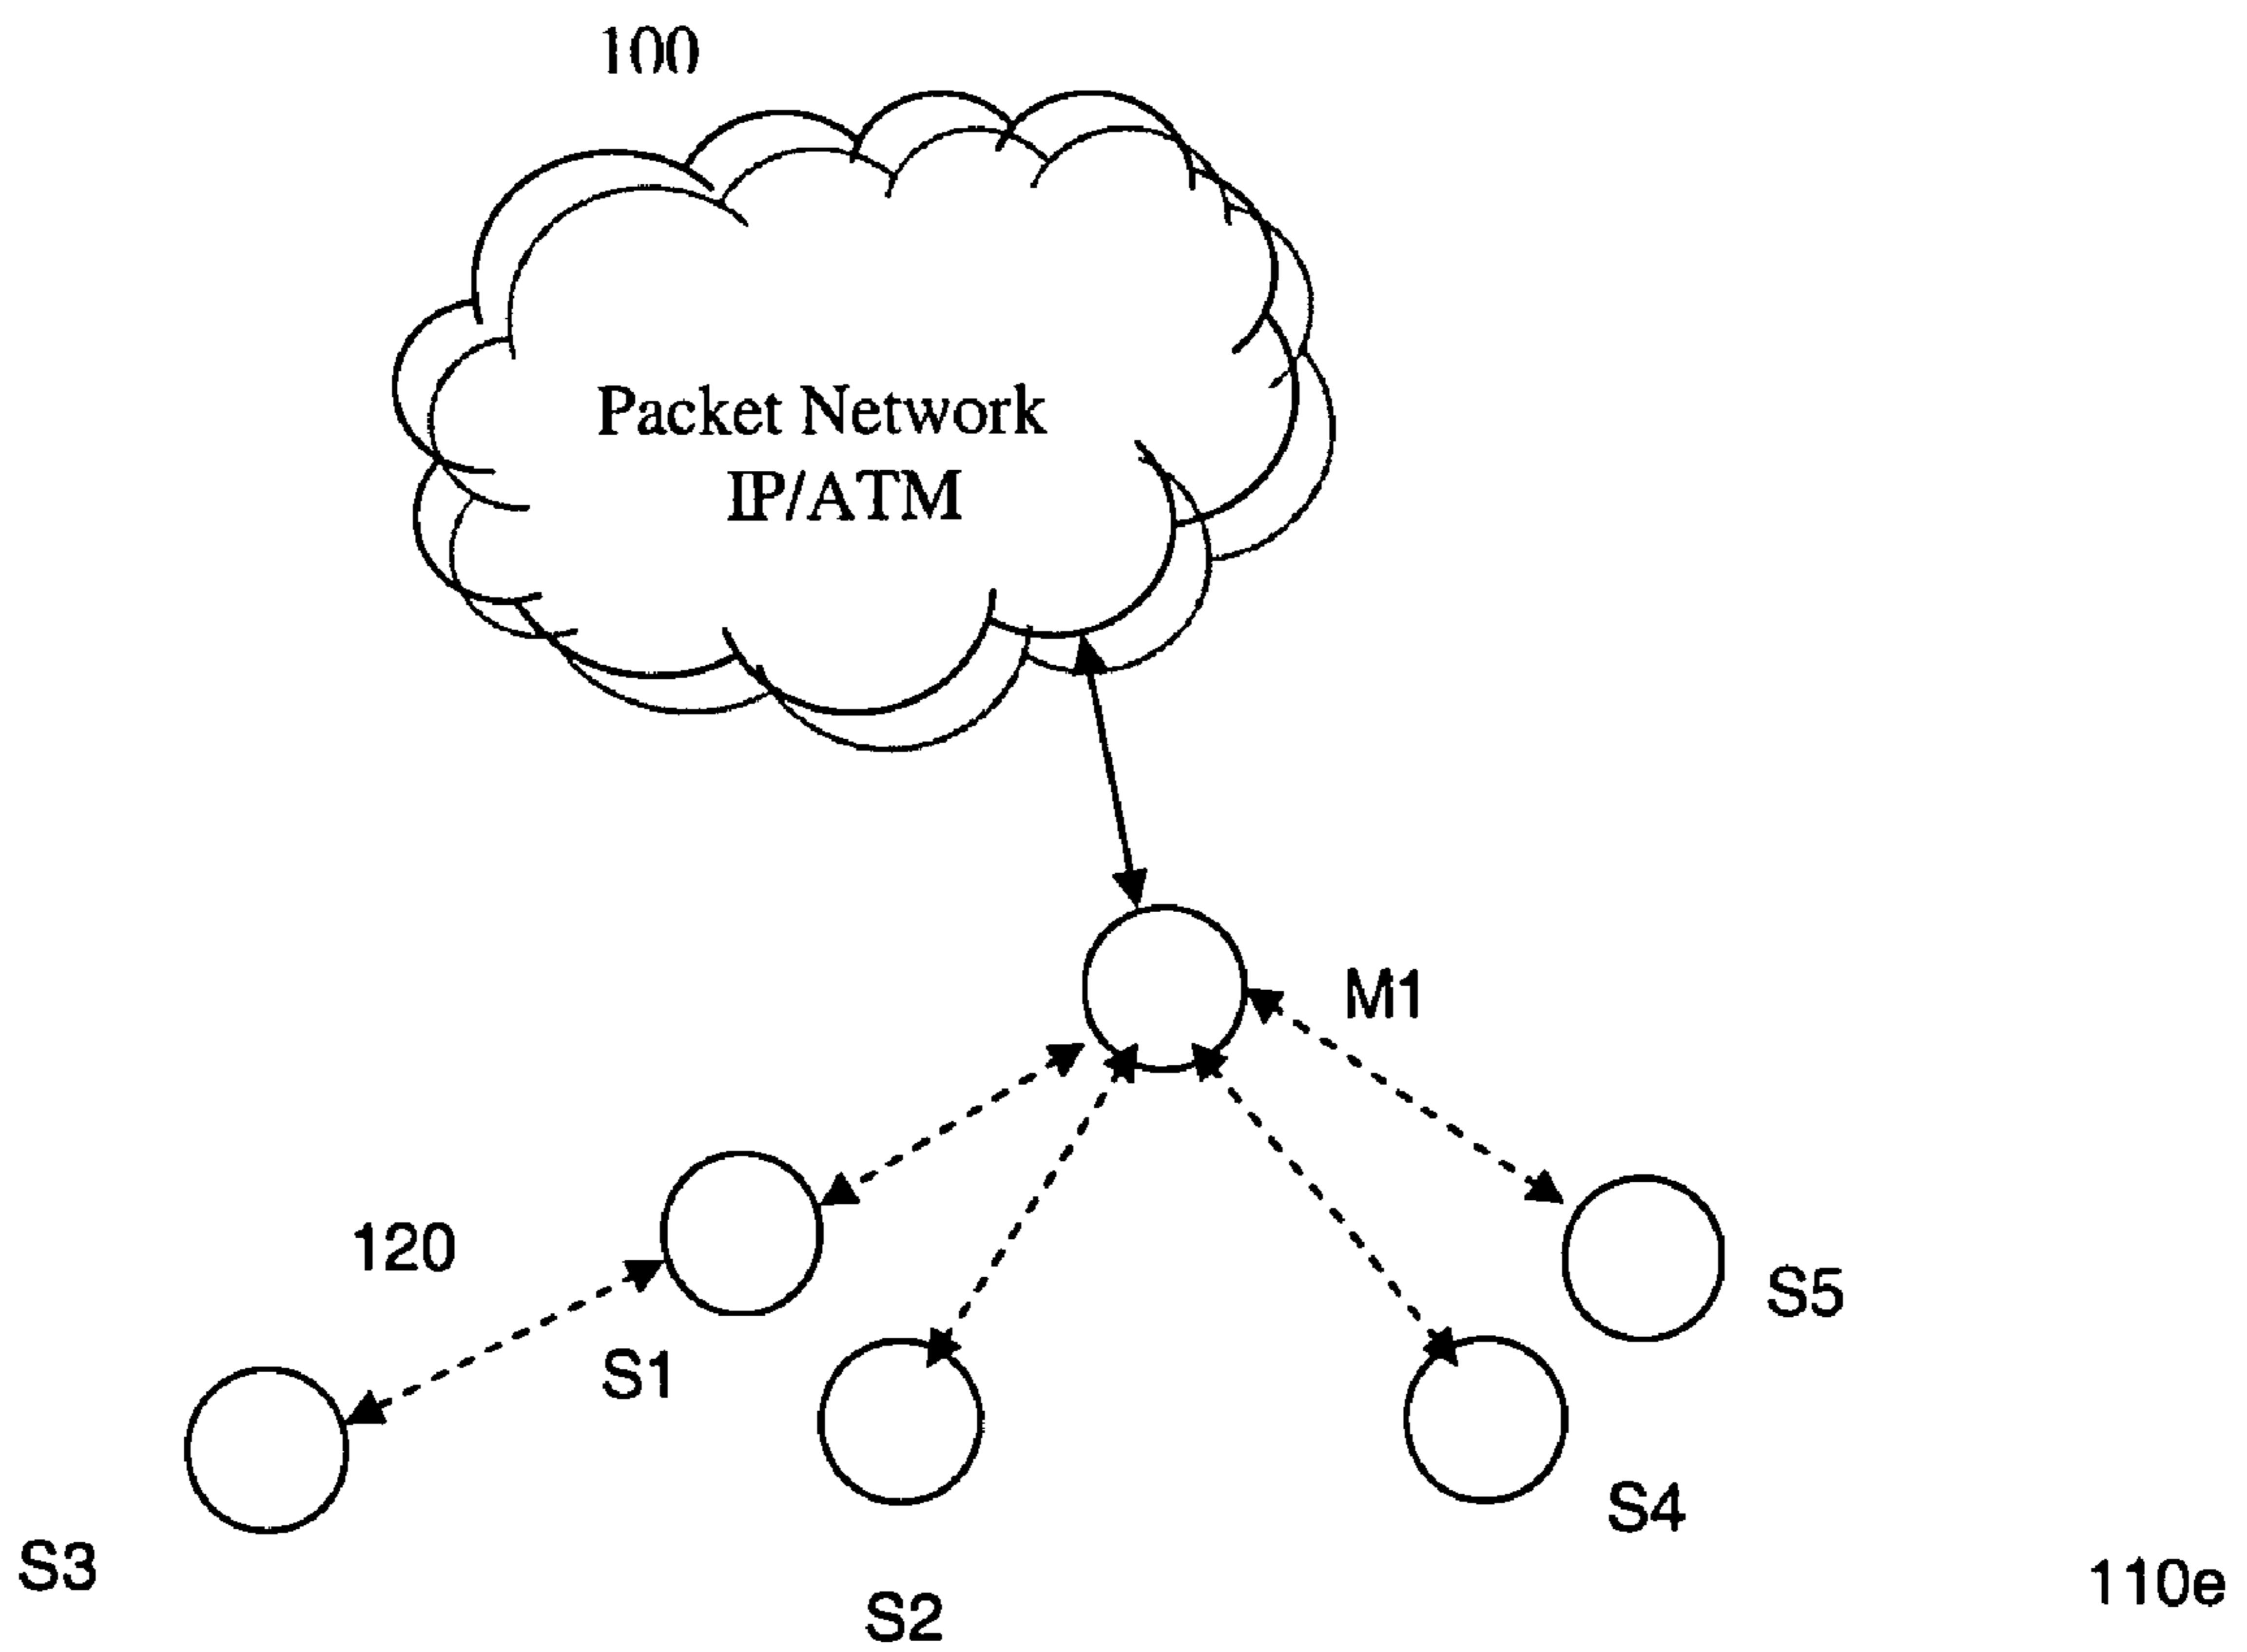 100
Packet Network
IP/ATM
M1
120
S1
S5
S4
S3
S2
110e